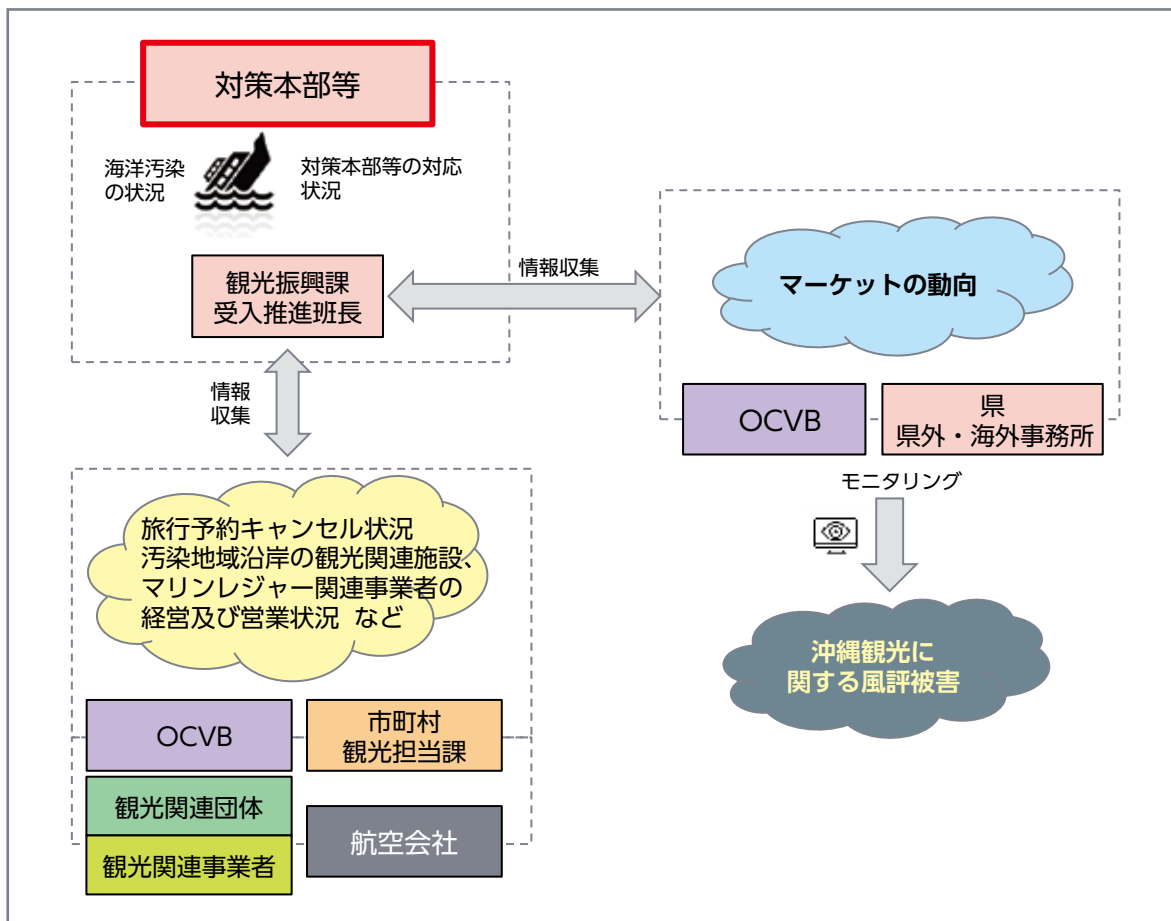 対策本部等
海洋汚染
の状況
対策本部等の対応
状況
観光振興課
受入推進班長
情報収集
マーケットの動向
OCVB
県
県外・海外事務所
モニタリング
沖縄観光に
関する風評被害
情報
収集
旅行予約キャンセル状況
汚染地域沿岸の観光関連施設、
マリンレジャー関連事業者の
経営及び営業状況 など
OCVB
市町村
観光担当課
観光関連団体
観光関連事業者
航空会社